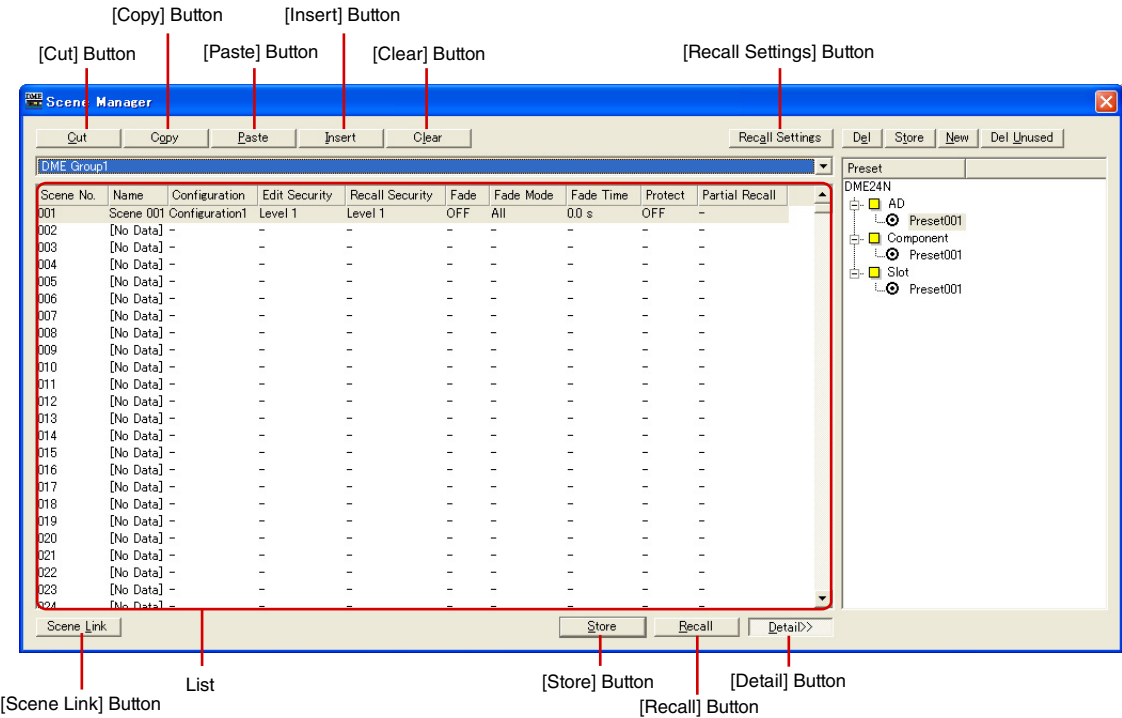 [Copy] Button [Insert] Button
[Cut] Button [Paste] Button [Clear] Button [Recall Settings] Button
DME Scene Manager
Cut Copy Paste Insert Clear Recall Settings Del Store New Del Unused
DME Group1
Preset
Scene No. Name Configuration Edit Security Recall Security Fade Fade Mode Fade Time Protect Partial Recall
DME24N
001 Scene 001 Configuration1 Level 1 Level 1 OFF All 0.0 s OFF -
AD
Preset001
Component
Preset001
Slot
Preset001
002 [No Data] - - - - - - - -
003 [No Data] - - - - - - - -
004 [No Data] - - - - - - - -
005 [No Data] - - - - - - - -
006 [No Data] - - - - - - - -
007 [No Data] - - - - - - - -
008 [No Data] - - - - - - - -
009 [No Data] - - - - - - - -
010 [No Data] - - - - - - - -
011 [No Data] - - - - - - - -
012 [No Data] - - - - - - - -
013 [No Data] - - - - - - - -
014 [No Data] - - - - - - - -
015 [No Data] - - - - - - - -
016 [No Data] - - - - - - - -
017 [No Data] - - - - - - - -
018 [No Data] - - - - - - - -
019 [No Data] - - - - - - - -
020 [No Data] - - - - - - - -
021 [No Data] - - - - - - - -
022 [No Data] - - - - - - - -
023 [No Data] - - - - - - - -
024 [No Data] - - - - - - - -
Scene Link Store Recall Detail>>
List [Store] Button [Detail] Button
[Scene Link] Button [Recall] Button